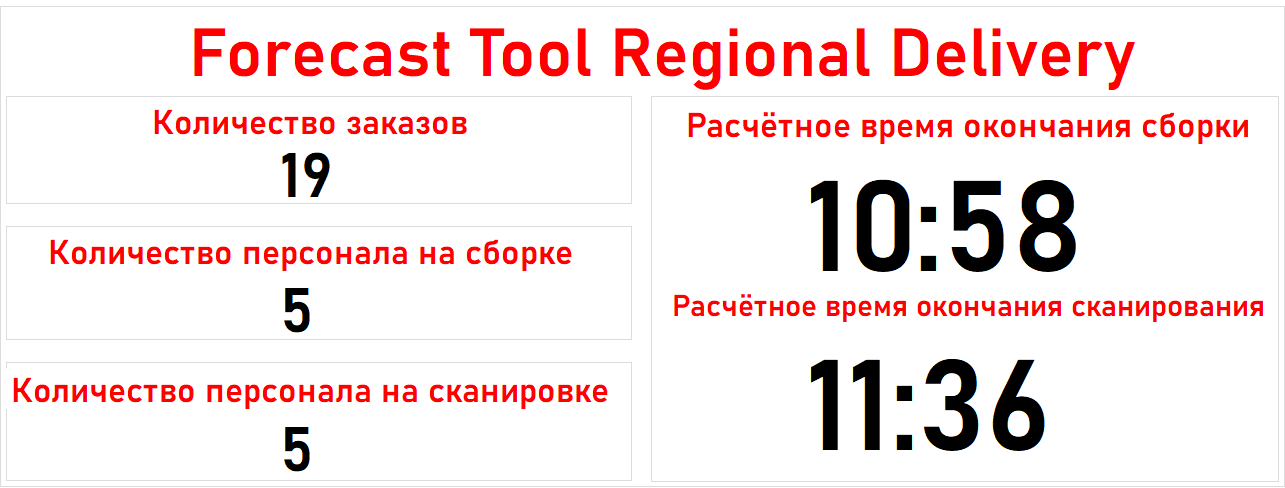 Forecast Tool Regional Delivery
Количество заказов
19
Количество персонала на сборке
5
Количество персонала на сканировке
5
Расчётное время окончания сборки
10:58
Расчётное время окончания сканирования
11:36